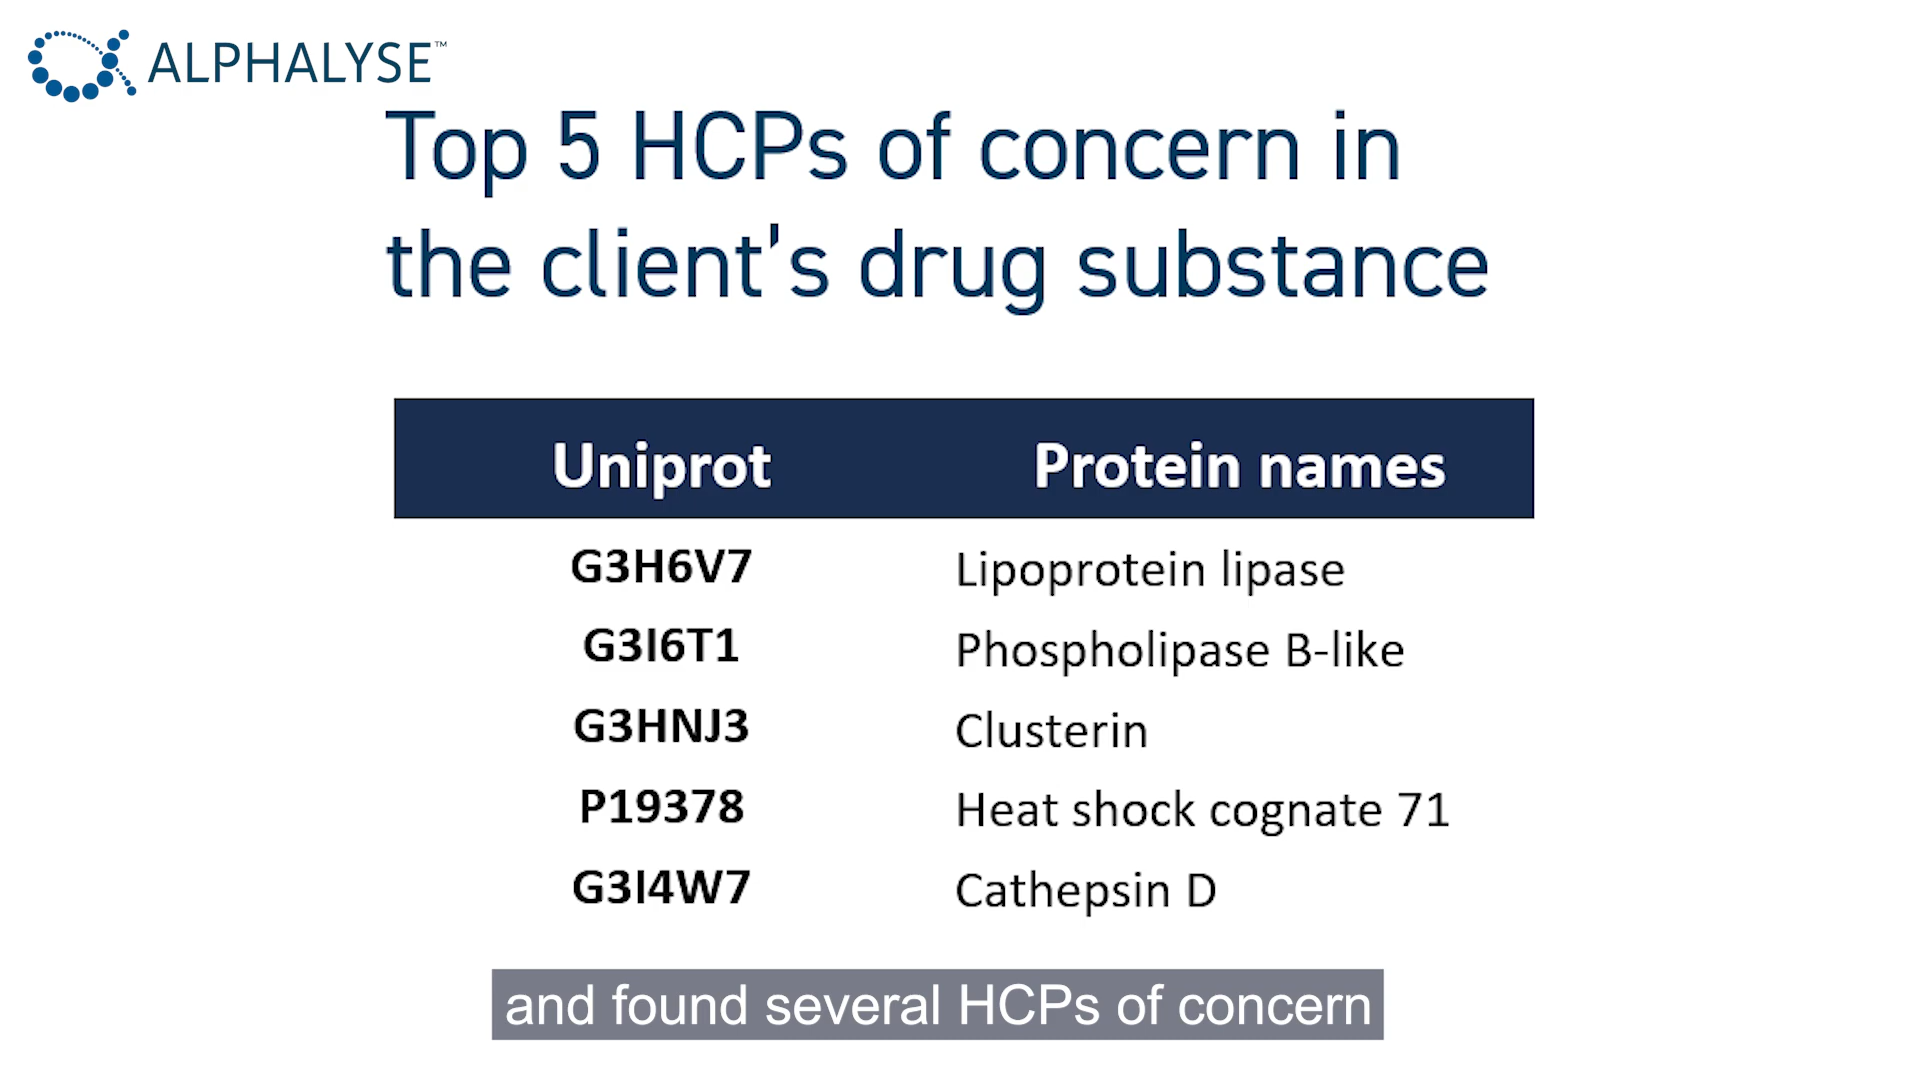 ALPHALYSE™
Top 5 HCPs of concern in
the client's drug substance
Uniprot Protein names
G3H6V7 Lipoprotein lipase
G3I6T1 Phospholipase B-like
G3HNJ3 Clusterin
P19378 Heat shock cognate 71
G3I4W7 Cathepsin D
and found several HCPs of concern